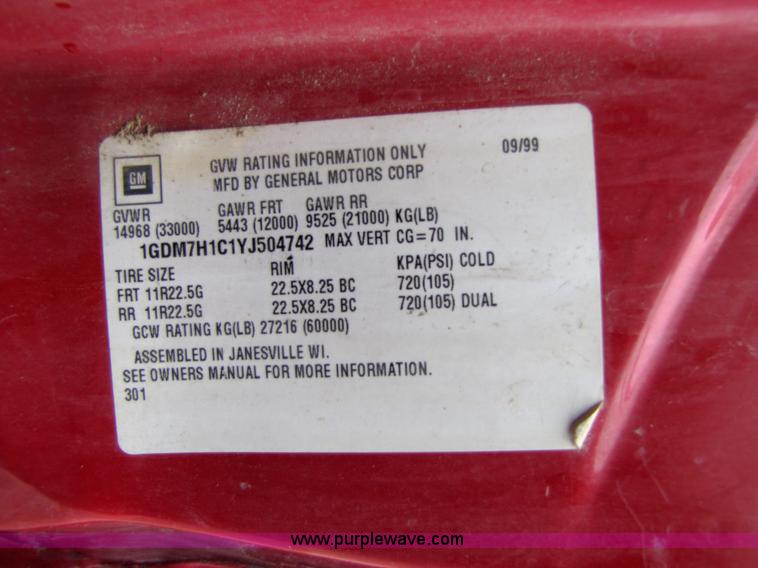 GM
GVW RATING INFORMATION ONLY 09/99
MFD BY GENERAL MOTORS CORP
GVWR GAWR FRT GAWR RR
14968 (33000) 5443 (12000) 9525 (21000) KG(LB)
1GDM7H1C1YJ504742 MAX VERT CG=70 IN.
TIRE SIZE RIM KPA(PSI) COLD
FRT 11R22.5G 22.5X8.25 BC 720(105)
RR 11R22.5G 22.5X8.25 BC 720(105) DUAL
GCW RATING KG(LB) 27216 (60000)
ASSEMBLED IN JANESVILLE WI.
SEE OWNERS MANUAL FOR MORE INFORMATION.
301
www.purplewave.com